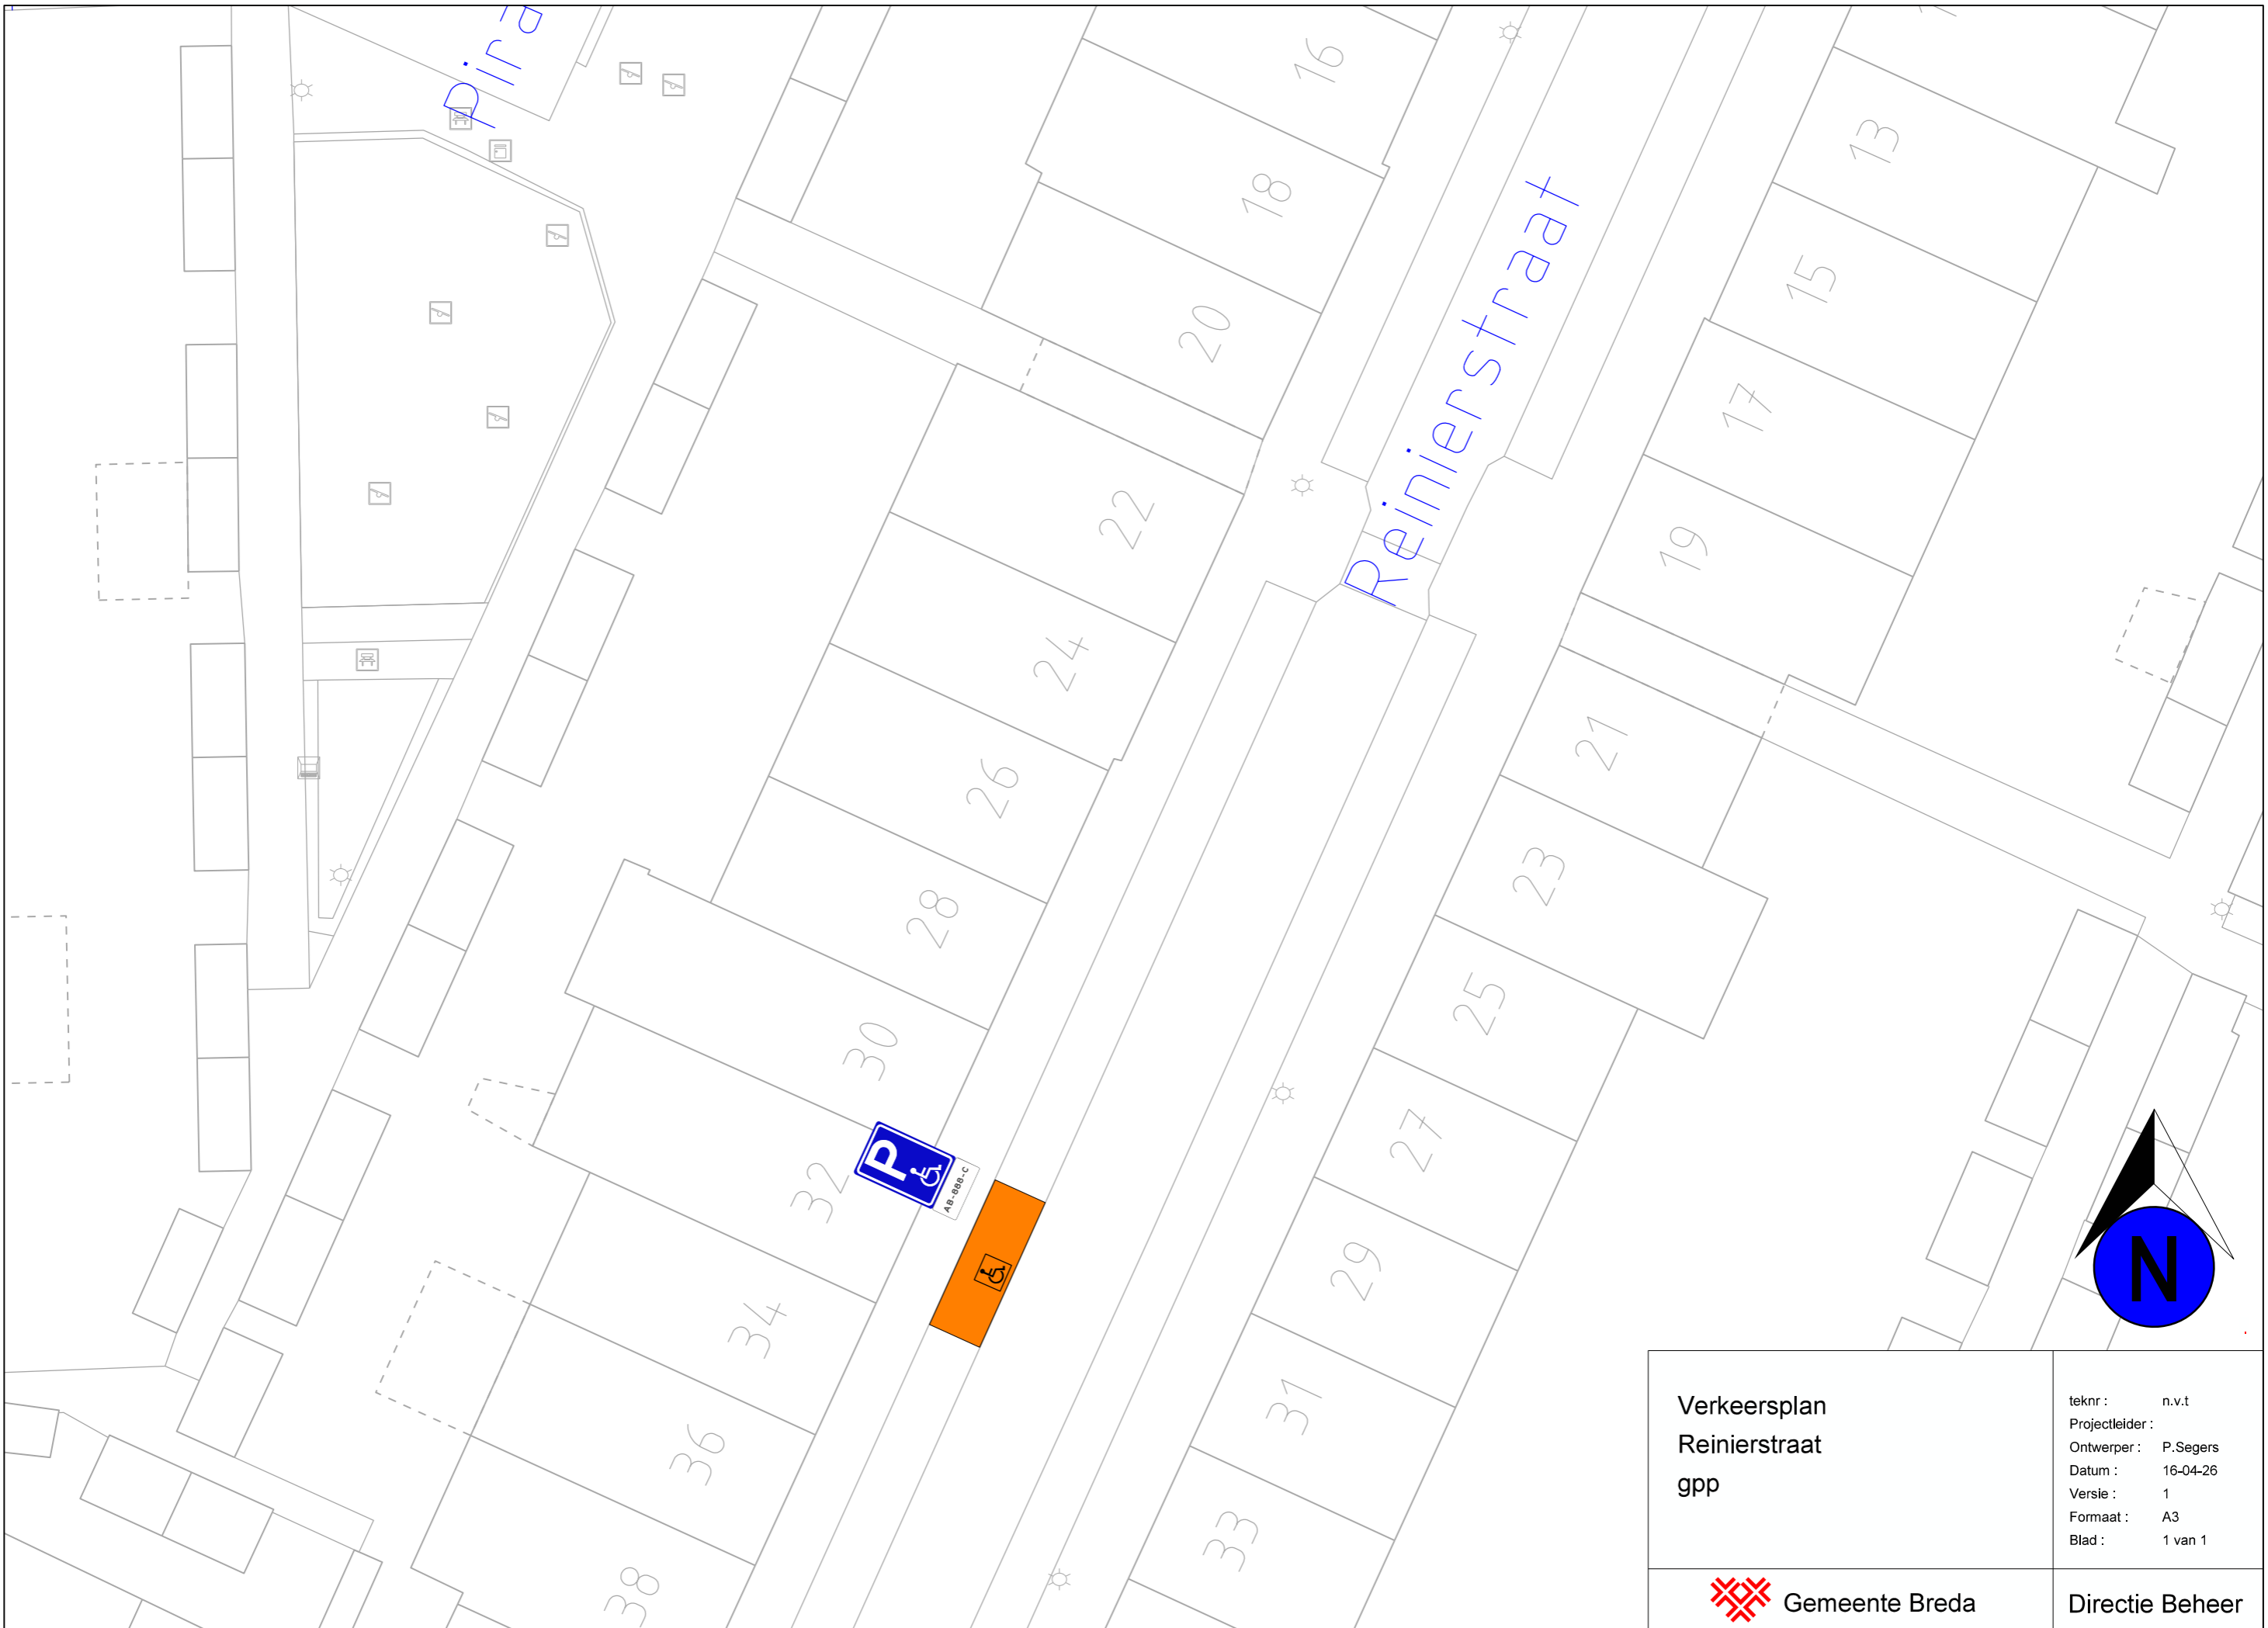 Pira
Reinierstraat
16
18
20
22
24
26
28
30
32
34
36
38
13
15
17
19
21
23
25
27
29
31
33
P
AB-888-C
N
Verkeersplan
Reinierstraat
gpp
teknr : n.v.t
Projectleider :
Ontwerper : P.Segers
Datum : 16-04-26
Versie : 1
Formaat : A3
Blad : 1 van 1
Gemeente Breda
Directie Beheer